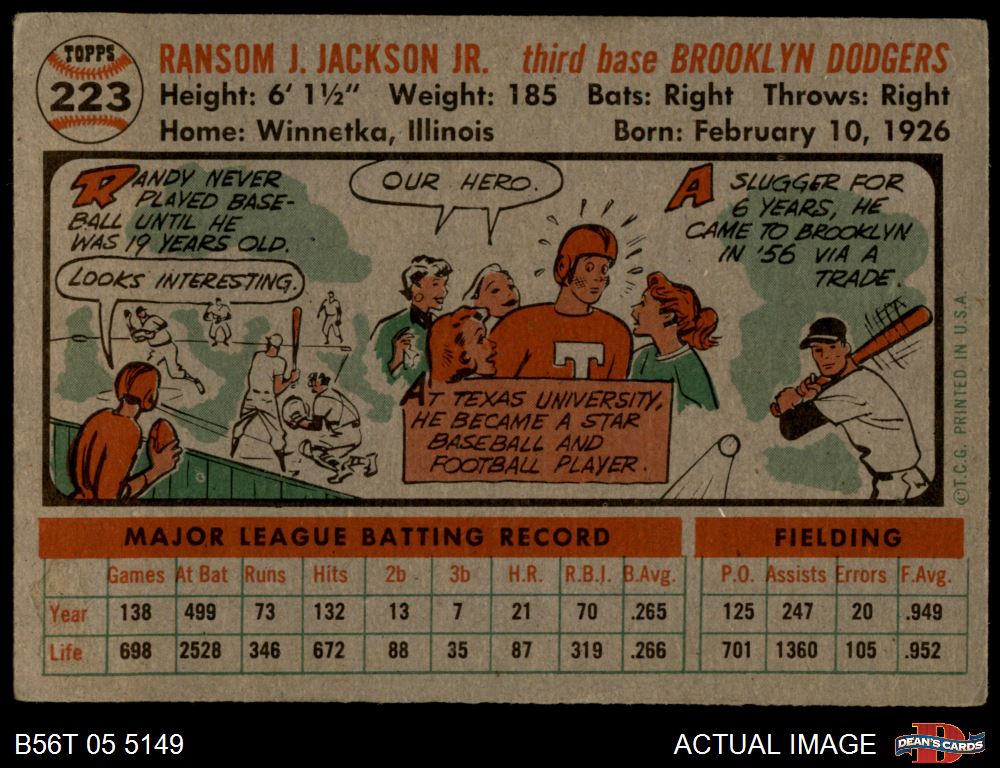 TOPPS
223
RANSOM J. JACKSON JR. third base BROOKLYN DODGERS
Height: 6' 1½" Weight: 185 Bats: Right Throws: Right
Home: Winnetka, Illinois Born: February 10, 1926
RANDY NEVER
PLAYED BASE-
BALL UNTIL HE
WAS 19 YEARS OLD.
LOOKS INTERESTING.
OUR HERO.
T
AT TEXAS UNIVERSITY,
HE BECAME A STAR
BASEBALL AND
FOOTBALL PLAYER.
A SLUGGER FOR
6 YEARS, HE
CAME TO BROOKLYN
IN '56 VIA A
TRADE.
©T.C.G. PRINTED IN U.S.A.
MAJOR LEAGUE BATTING RECORD FIELDING
Games At Bat Runs Hits 2b 3b H.R. R.B.I. B.Avg. P.O. Assists Errors F.Avg.
Year 138 499 73 132 13 7 21 70 .265 125 247 20 .949
Life 698 2528 346 672 88 35 87 319 .266 701 1360 105 .952
B56T 05 5149 ACTUAL IMAGE
D
DEAN'S CARDS